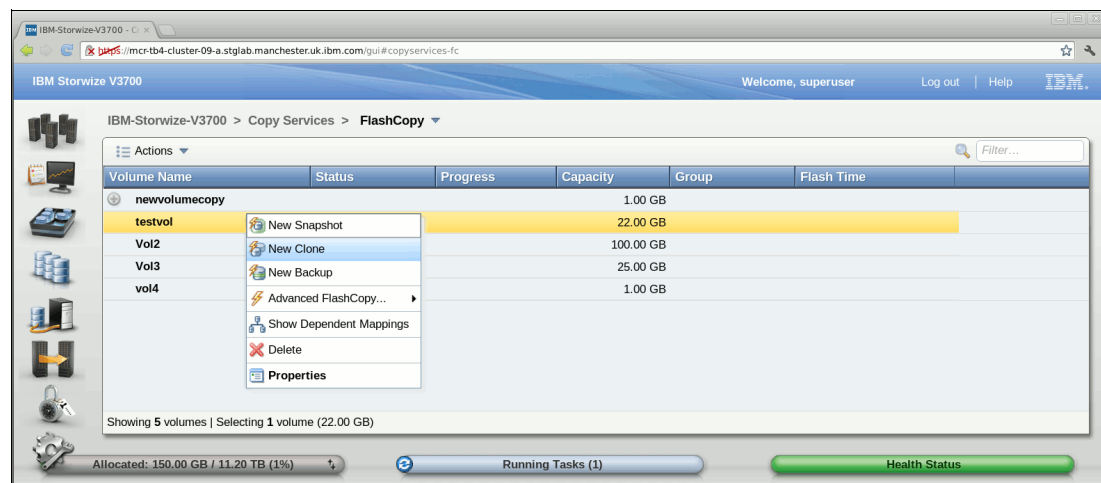 IBM-Storwize-V3700 - C
https://mcr-tb4-cluster-09-a.stglab.manchester.uk.ibm.com/gui#copyservices-fc
IBM Storwize V3700 Welcome, superuser Log out | Help IBM.
IBM-Storwize-V3700 > Copy Services > FlashCopy
Actions Filter...
Volume Name Status Progress Capacity Group Flash Time
newvolumecopy 1.00 GB
testvol 22.00 GB
Vol2 100.00 GB
Vol3 25.00 GB
vol4 1.00 GB
New Snapshot
New Clone
New Backup
Advanced FlashCopy...
Show Dependent Mappings
Delete
Properties
Showing 5 volumes | Selecting 1 volume (22.00 GB)
Allocated: 150.00 GB / 11.20 TB (1%) Running Tasks (1) Health Status